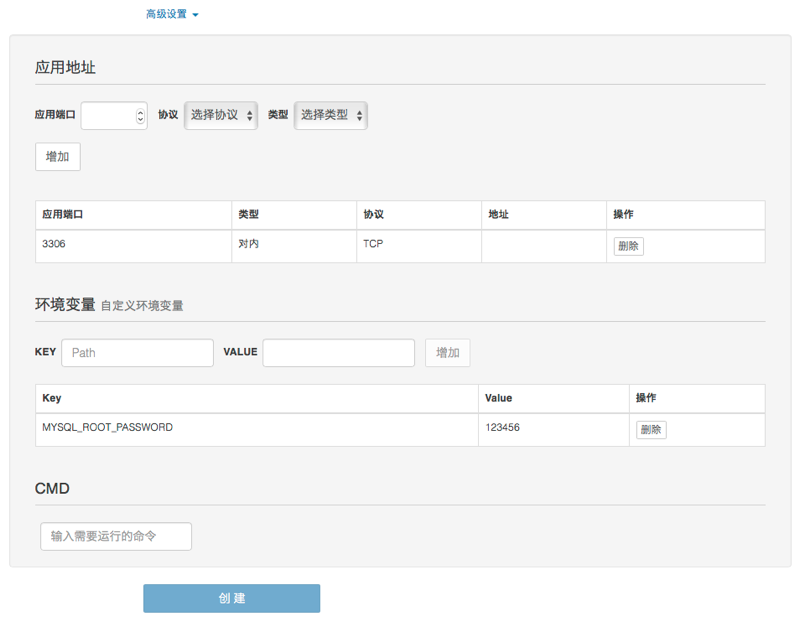 高级设置
应用地址
应用端口 协议 选择协议 类型 选择类型
增加
应用端口 类型 协议 地址 操作
3306 对内 TCP 删除
环境变量 自定义环境变量
KEY Path VALUE 增加
Key Value 操作
MYSQL_ROOT_PASSWORD 123456 删除
CMD
输入需要运行的命令
创建